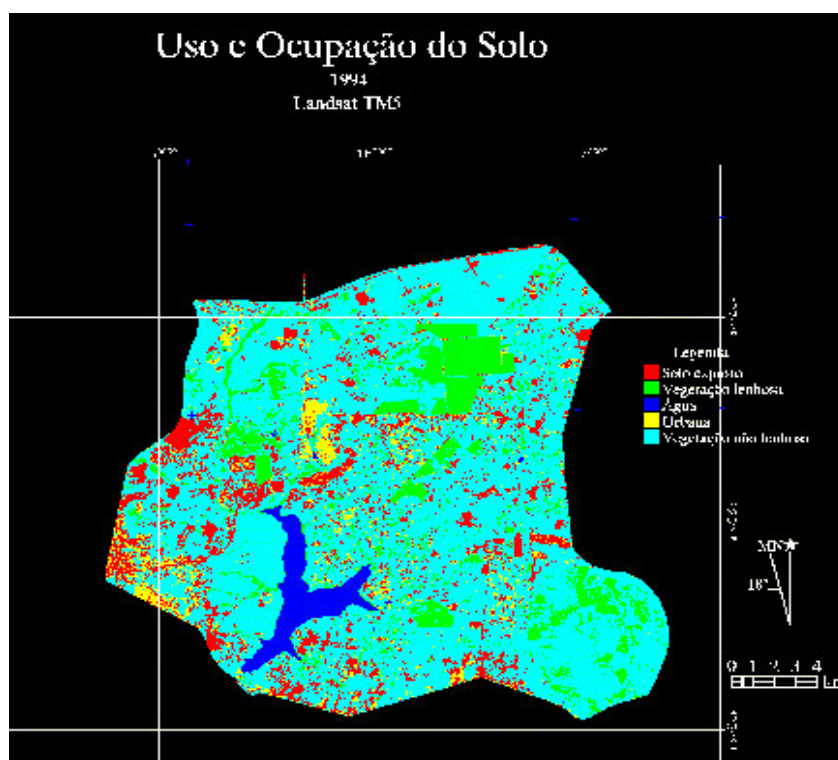 Uso e Ocupação do Solo
1994
Landsat TM5
Legenda
Solo exposto
Vegetação lenhosa
Água
Urbana
Vegetação não lenhosa
MN
18°
0 1 2 3 4